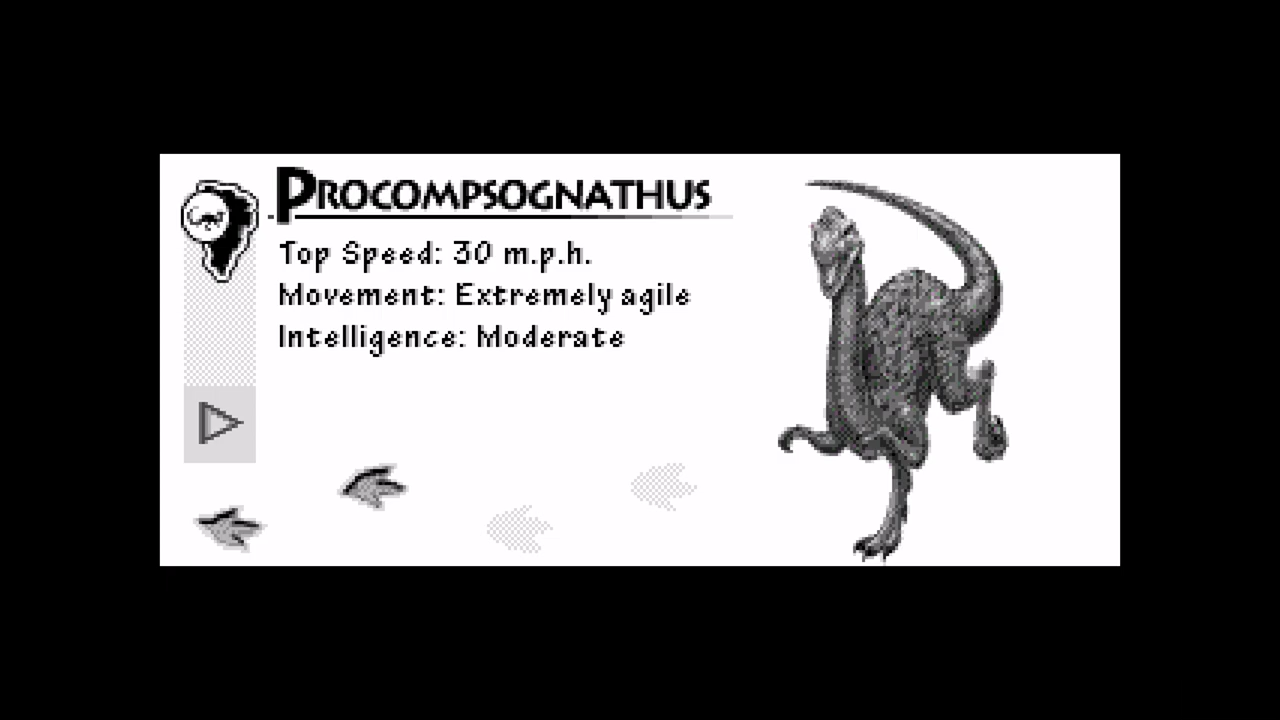 PROCOMPSOGNATHUS
Top Speed: 30 m.p.h.
Movement: Extremely agile
Intelligence: Moderate